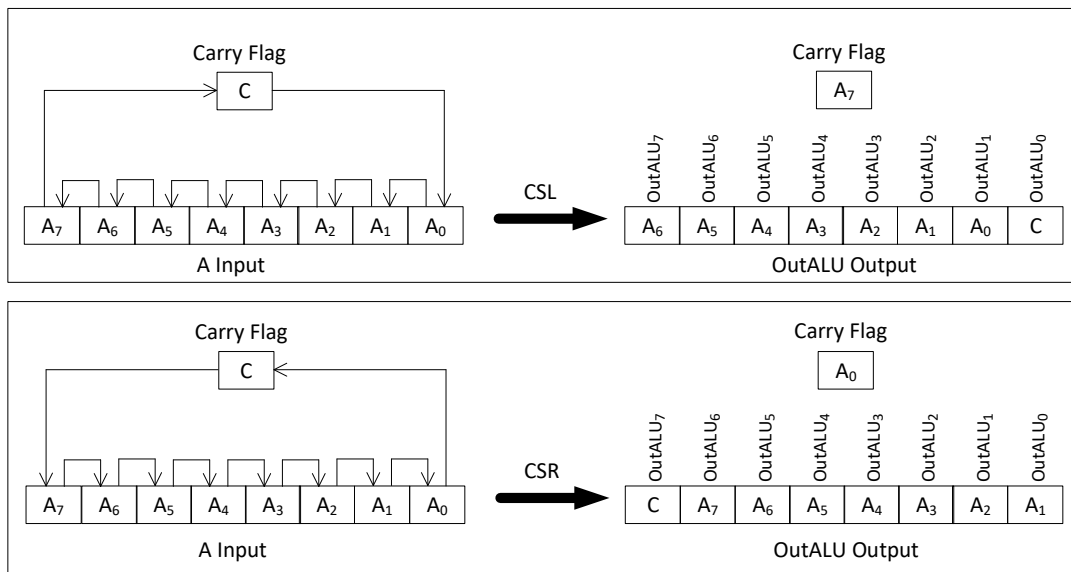 Carry Flag
C
A₇ A₆ A₅ A₄ A₃ A₂ A₁ A₀
A Input
CSL
Carry Flag
A₇
OutALU₇ OutALU₆ OutALU₅ OutALU₄ OutALU₃ OutALU₂ OutALU₁ OutALU₀
A₆ A₅ A₄ A₃ A₂ A₁ A₀ C
OutALU Output
Carry Flag
C
A₇ A₆ A₅ A₄ A₃ A₂ A₁ A₀
A Input
CSR
Carry Flag
A₀
OutALU₇ OutALU₆ OutALU₅ OutALU₄ OutALU₃ OutALU₂ OutALU₁ OutALU₀
C A₇ A₆ A₅ A₄ A₃ A₂ A₁
OutALU Output